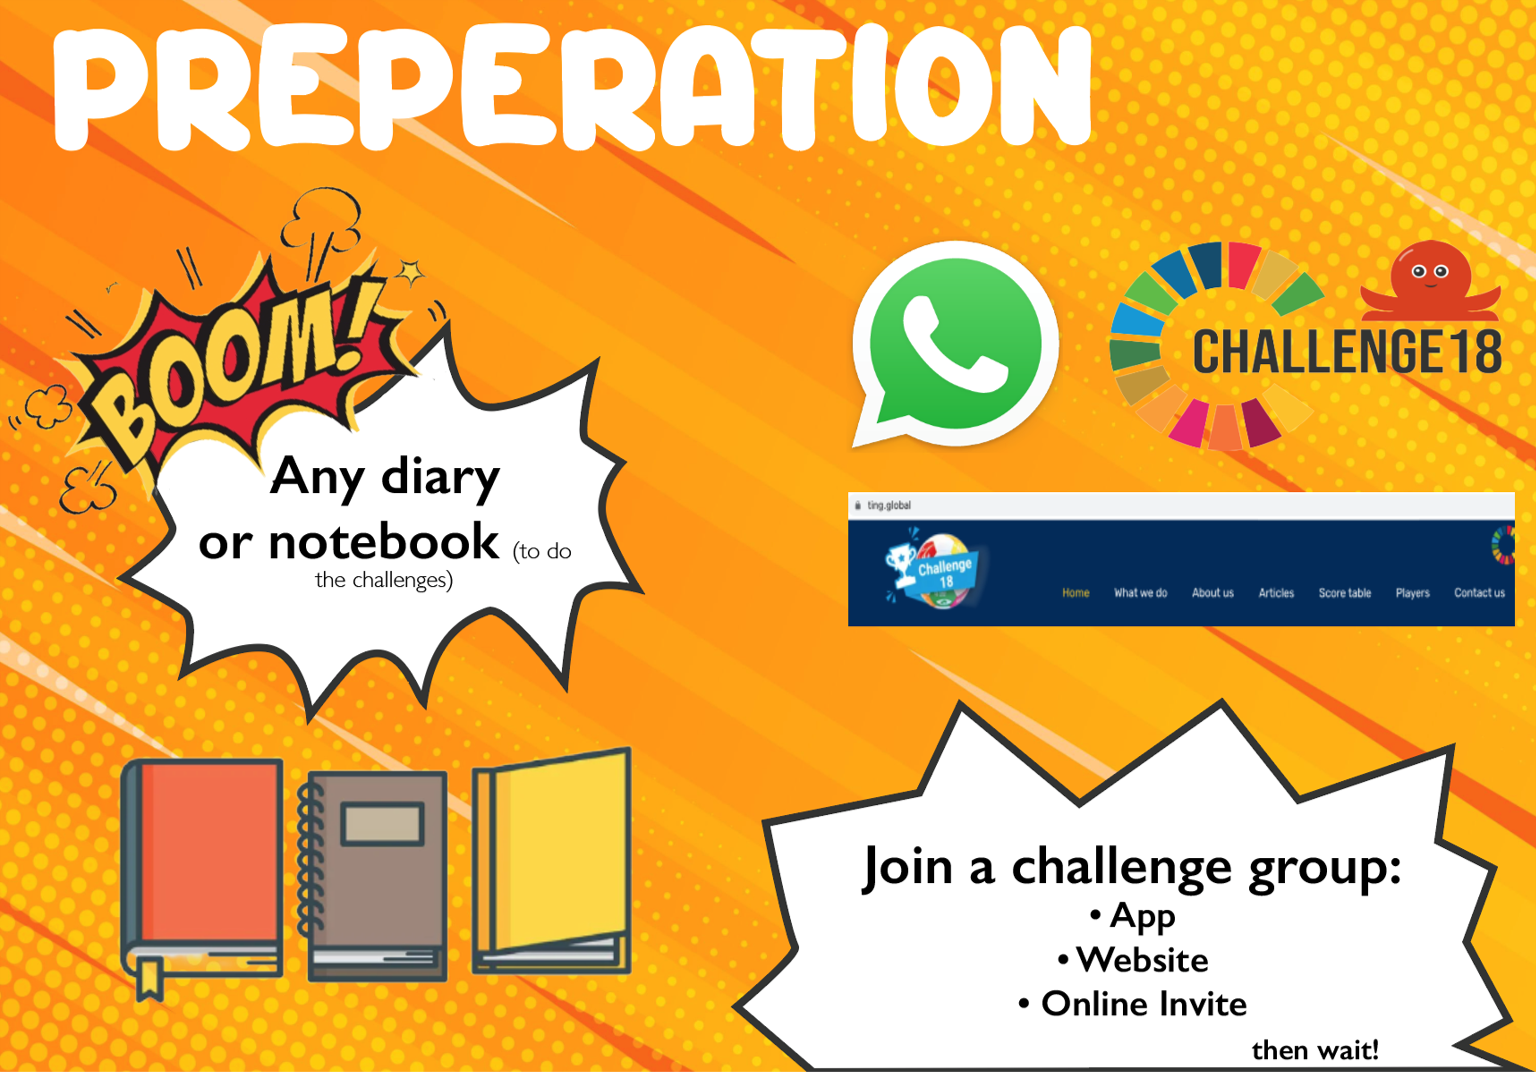 PREPERATION
BOOM!
Any diary
or notebook (to do
the challenges)
CHALLENGE18
ting.global
Challenge
18
Home What we do About us Articles Score table Players Contact us
Join a challenge group:
• App
• Website
• Online Invite
then wait!